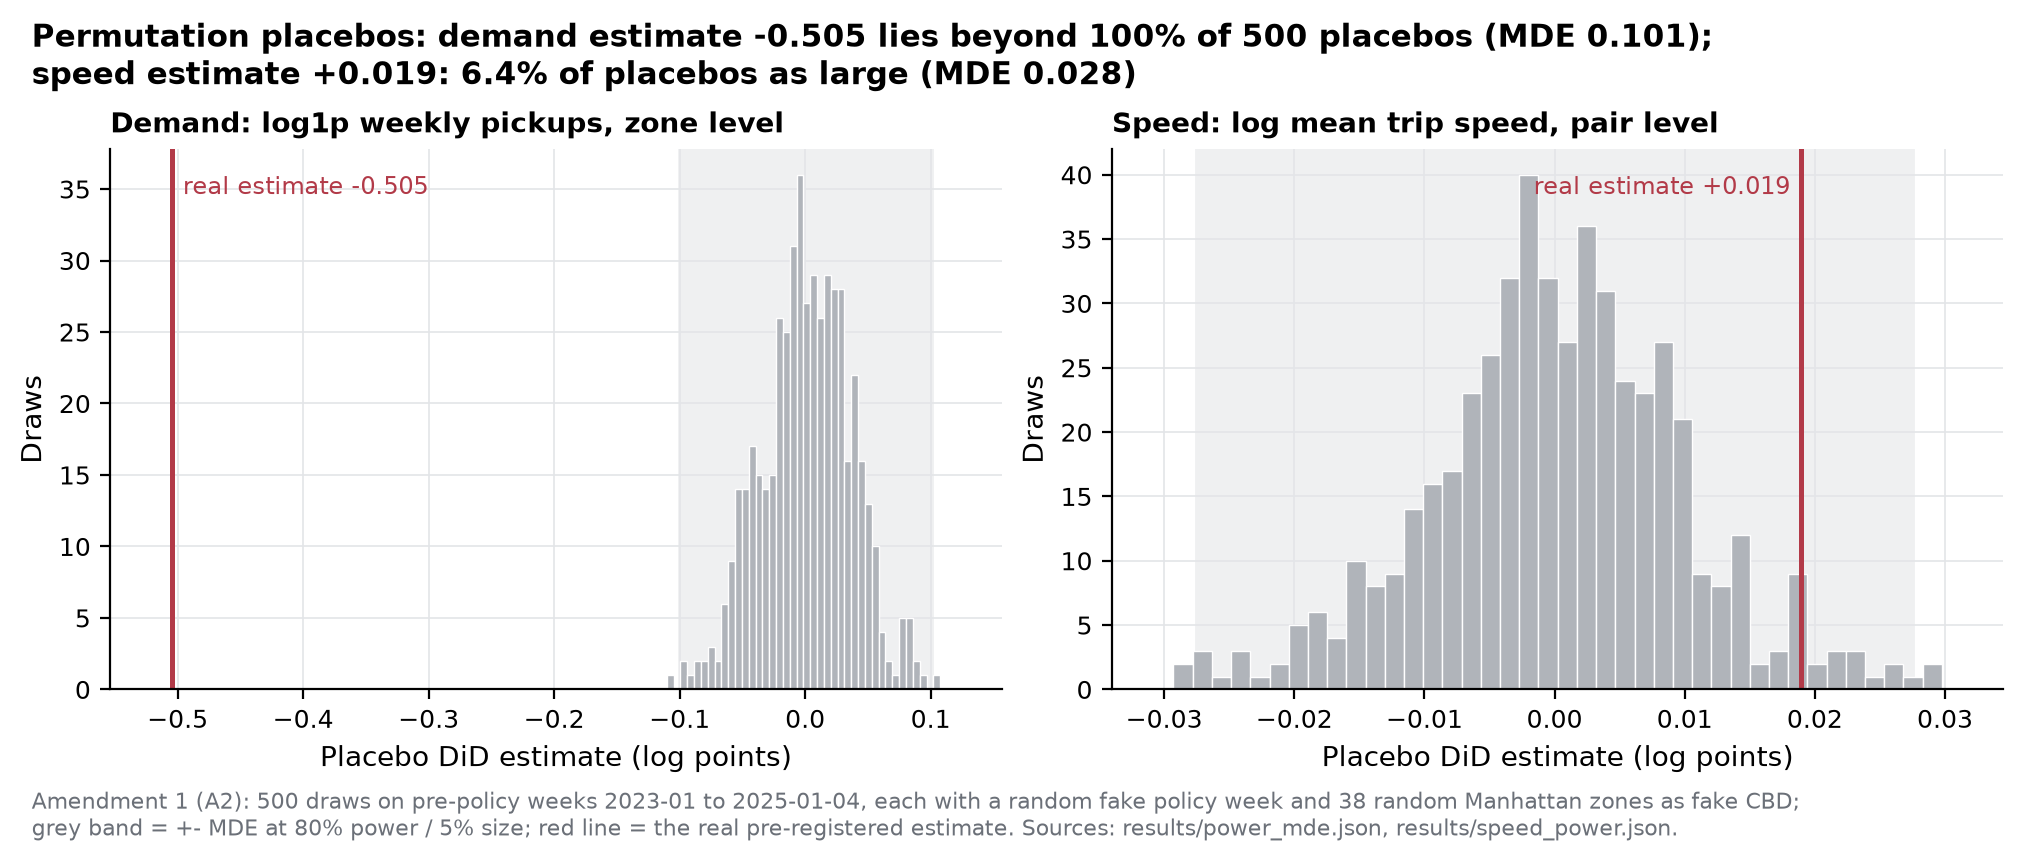 Permutation placebos: demand estimate -0.505 lies beyond 100% of 500 placebos (MDE 0.101);
speed estimate +0.019: 6.4% of placebos as large (MDE 0.028)
Demand: log1p weekly pickups, zone level
real estimate -0.505
Draws
35
30
25
20
15
10
5
0
−0.5
−0.4
−0.3
−0.2
−0.1
0.0
0.1
Placebo DiD estimate (log points)
Speed: log mean trip speed, pair level
real estimate +0.019
Draws
40
35
30
25
20
15
10
5
0
−0.03
−0.02
−0.01
0.00
0.01
0.02
0.03
Placebo DiD estimate (log points)
Amendment 1 (A2): 500 draws on pre-policy weeks 2023-01 to 2025-01-04, each with a random fake policy week and 38 random Manhattan zones as fake CBD;
grey band = +- MDE at 80% power / 5% size; red line = the real pre-registered estimate. Sources: results/power_mde.json, results/speed_power.json.